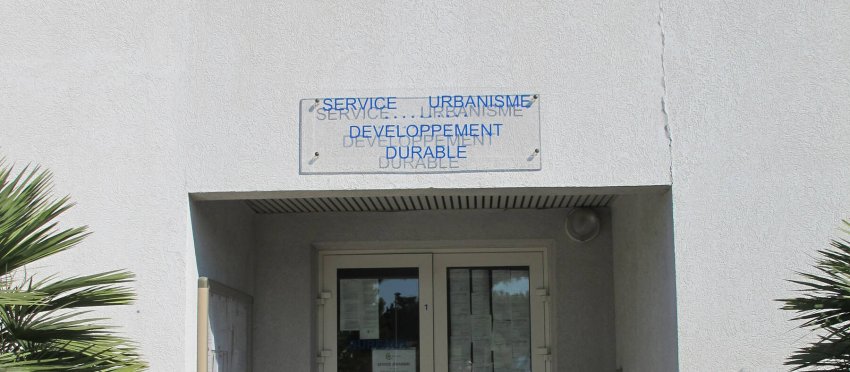 SERVICE URBANISME
..........
DEVELOPPEMENT
DURABLE